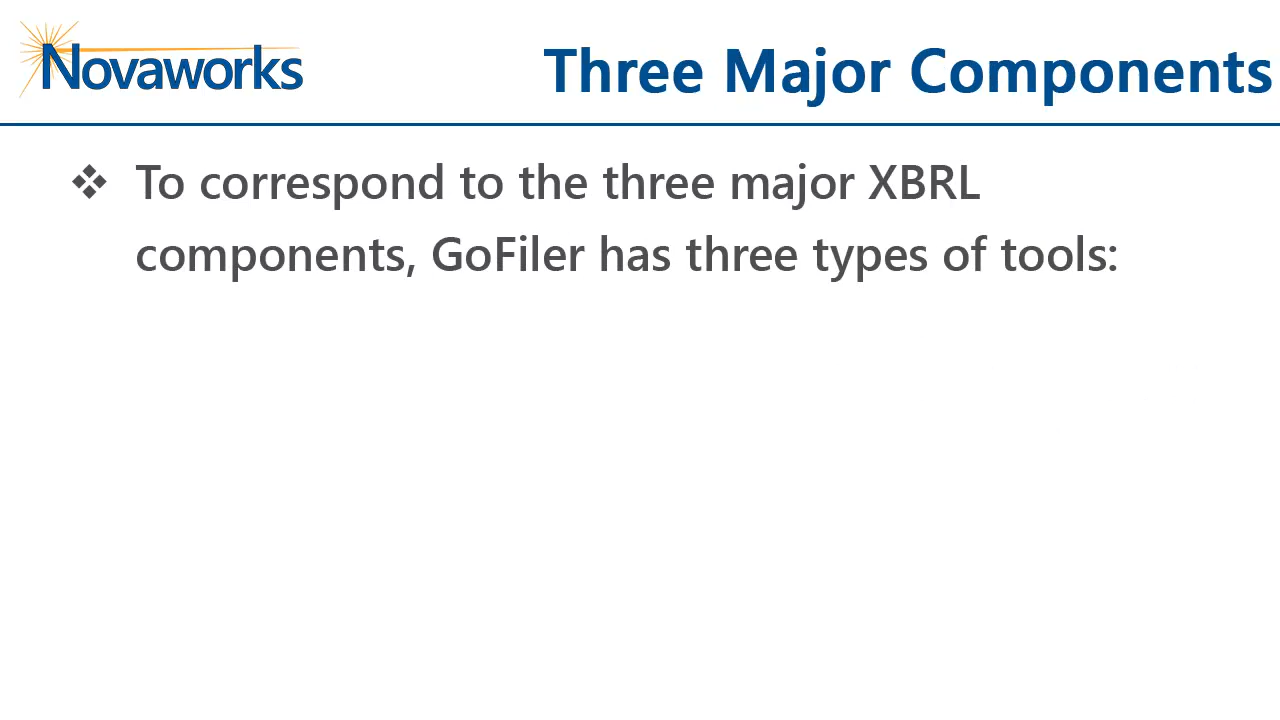 Novaworks
Three Major Components
❖ To correspond to the three major XBRL
components, GoFiler has three types of tools: